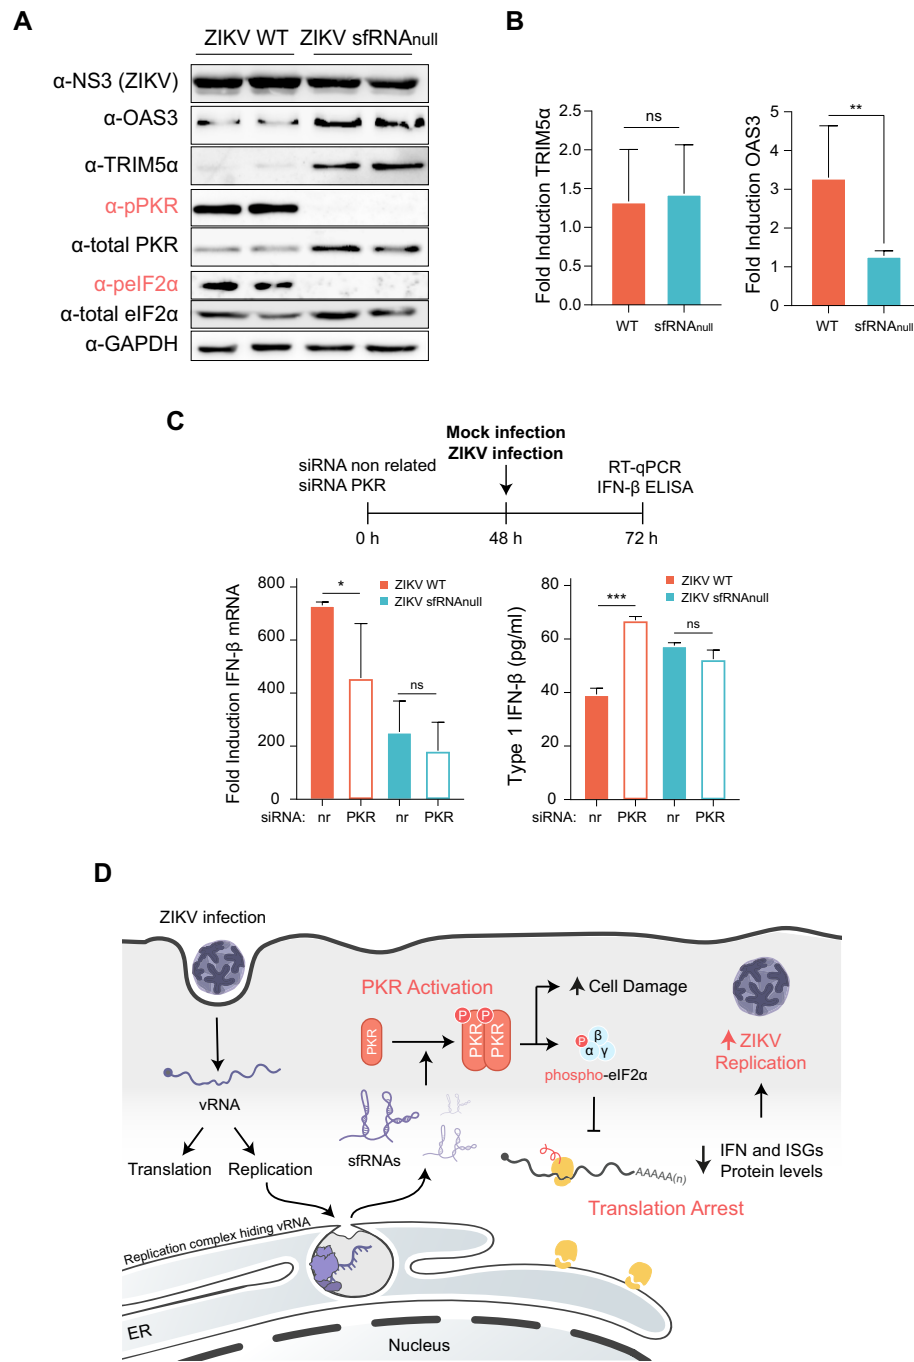 A
ZIKV WT ZIKV sfRNAnull
α-NS3 (ZIKV)
α-OAS3
α-TRIM5α
α-pPKR
α-total PKR
α-peIF2α
α-total eIF2α
α-GAPDH
B
Fold Induction TRIM5α
2.5
2.0
1.5
1.0
0.5
0.0
ns
WT sfRNAnull
Fold Induction OAS3
5
4
3
2
1
0
**
WT sfRNAnull
C
Mock infection
ZIKV infection
siRNA non related
siRNA PKR
RT-qPCR
IFN-β ELISA
0 h 48 h 72 h
Fold Induction IFN-β mRNA
800
600
400
200
0
*
ns
ZIKV WT
ZIKV sfRNAnull
siRNA: nr PKR nr PKR
Type 1 IFN-β (pg/ml)
80
60
40
20
0
***
ns
ZIKV WT
ZIKV sfRNAnull
siRNA: nr PKR nr PKR
D
ZIKV infection
vRNA
Translation Replication
PKR Activation
PKR
P P
PKR PKR
sfRNAs
Cell Damage
P α β γ
phospho-eIF2α
AAAAA(n)
Translation Arrest
ZIKV
Replication
IFN and ISGs
Protein levels
Replication complex hiding vRNA
ER
Nucleus